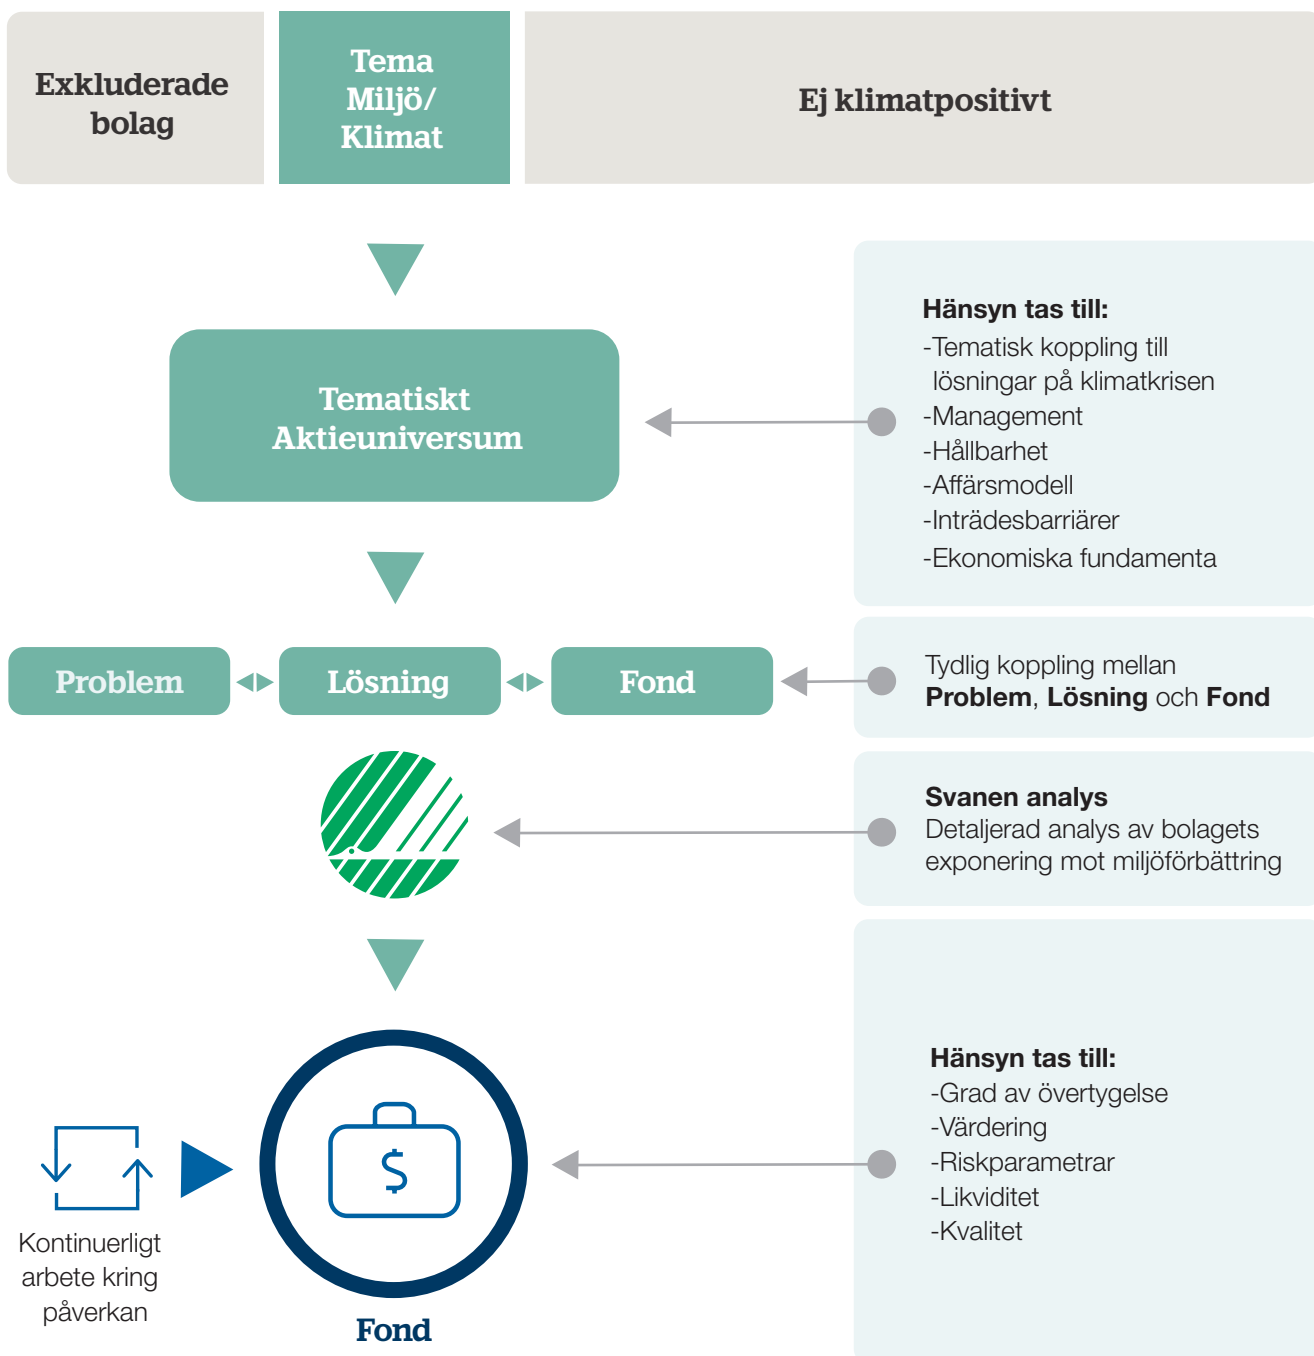 Exkluderade
bolag
Tema
Miljö/
Klimat
Ej klimatpositivt
Tematiskt
Aktieuniversum
Hänsyn tas till:
-Tematisk koppling till
lösningar på klimatkrisen
-Management
-Hållbarhet
-Affärsmodell
-Inträdesbarriärer
-Ekonomiska fundamenta
Problem
Lösning
Fond
Tydlig koppling mellan
Problem, Lösning och Fond
Svanen analys
Detaljerad analys av bolagets
exponering mot miljöförbättring
Hänsyn tas till:
-Grad av övertygelse
-Värdering
-Riskparametrar
-Likviditet
-Kvalitet
$
Kontinuerligt
arbete kring
påverkan
Fond